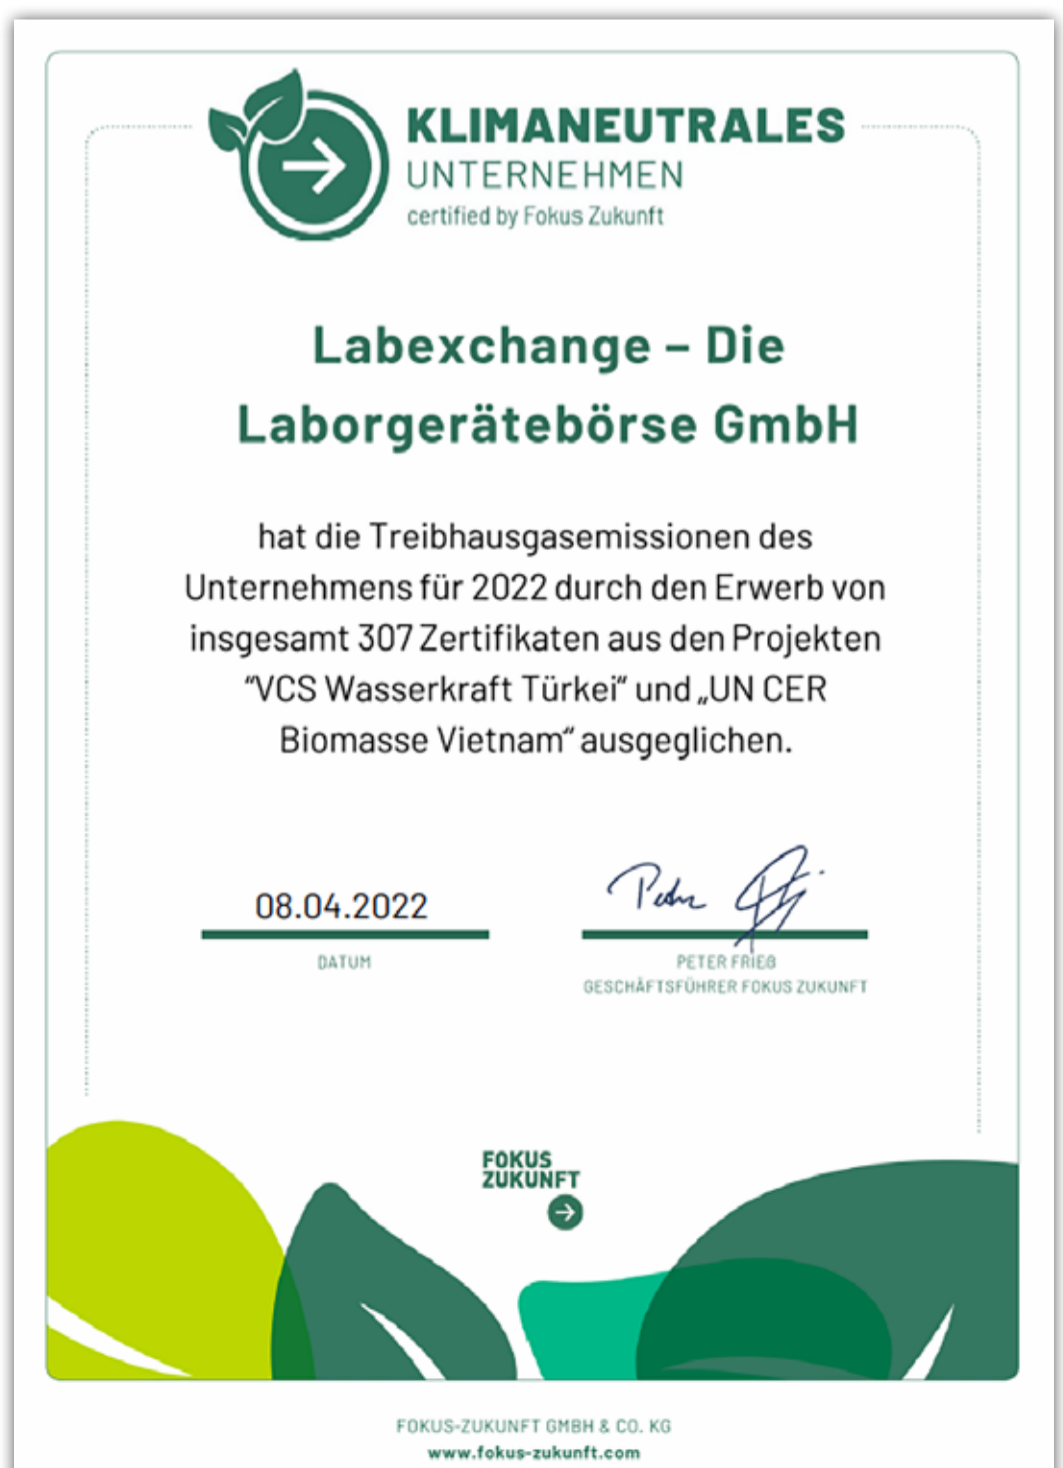 KLIMANEUTRALES
UNTERNEHMEN
certified by Fokus Zukunft
Labexchange – Die
Laborgerätebörse GmbH
hat die Treibhausgasemissionen des
Unternehmens für 2022 durch den Erwerb von
insgesamt 307 Zertifikaten aus den Projekten
“VCS Wasserkraft Türkei“ und „UN CER
Biomasse Vietnam“ ausgeglichen.
08.04.2022
DATUM
PETER FRIEß
GESCHÄFTSFÜHRER FOKUS ZUKUNFT
FOKUS
ZUKUNFT
FOKUS-ZUKUNFT GMBH & CO. KG
www.fokus-zukunft.com